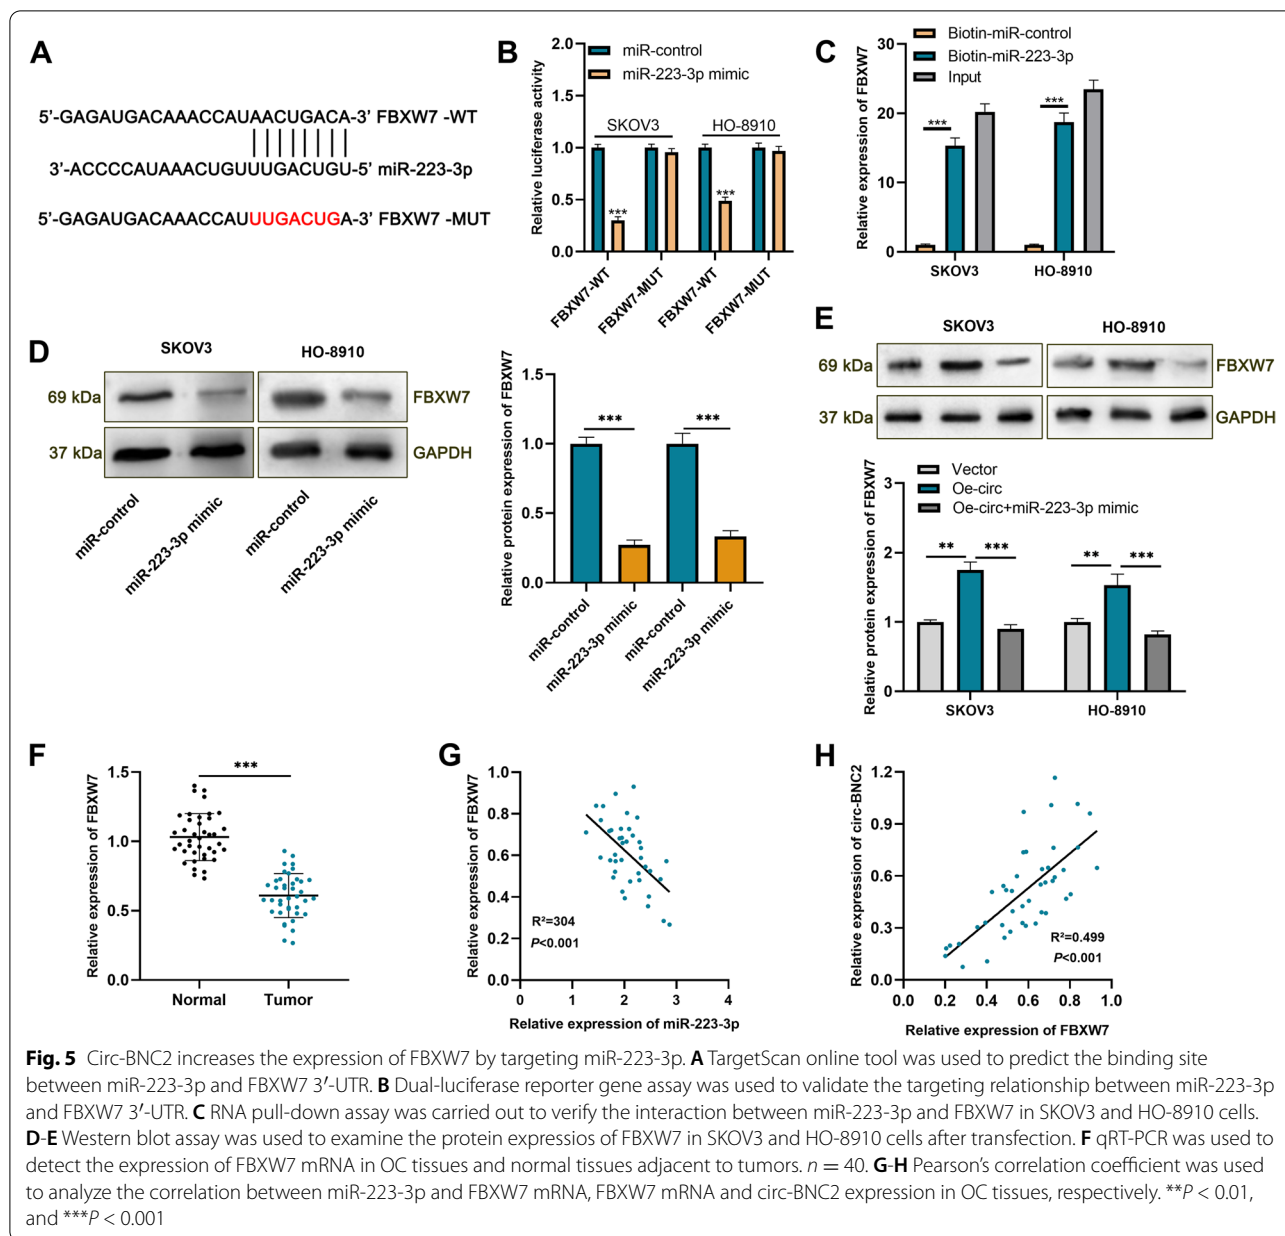 A
5′-GAGAUGACAAACCAUAACUGACA-3′ FBXW7 -WT
3′-ACCCCAUAAACUGUUUGACUGU-5′ miR-223-3p
5′-GAGAUGACAAACCAUUUGACUGA-3′ FBXW7 -MUT
B
Relative luciferase activity
2.0
1.5
1.0
0.5
0.0
miR-control
miR-223-3p mimic
SKOV3
HO-8910
***
***
FBXW7-WT
FBXW7-MUT
FBXW7-WT
FBXW7-MUT
C
Relative expression of FBXW7
30
20
10
0
Biotin-miR-control
Biotin-miR-223-3p
Input
***
***
SKOV3
HO-8910
D
SKOV3
HO-8910
69 kDa
FBXW7
37 kDa
GAPDH
miR-control
miR-223-3p mimic
miR-control
miR-223-3p mimic
Relative protein expression of FBXW7
1.5
1.0
0.5
0.0
***
***
miR-control
miR-223-3p mimic
miR-control
miR-223-3p mimic
E
SKOV3
HO-8910
69 kDa
FBXW7
37 kDa
GAPDH
Relative protein expression of FBXW7
3
2
1
0
Vector
Oe-circ
Oe-circ+miR-223-3p mimic
**
***
**
***
SKOV3
HO-8910
F
Relative expression of FBXW7
1.5
1.0
0.5
0.0
***
Normal
Tumor
G
Relative expression of FBXW7
1.0
0.8
0.6
0.4
0.2
0.0
R²=304
P<0.001
0
1
2
3
4
Relative expression of miR-223-3p
H
Relative expression of circ-BNC2
1.2
0.9
0.6
0.3
0.0
R²=0.499
P<0.001
0.0
0.2
0.4
0.6
0.8
1.0
Relative expression of FBXW7
Fig. 5 Circ-BNC2 increases the expression of FBXW7 by targeting miR-223-3p. A TargetScan online tool was used to predict the binding site
between miR-223-3p and FBXW7 3′-UTR. B Dual-luciferase reporter gene assay was used to validate the targeting relationship between miR-223-3p
and FBXW7 3′-UTR. C RNA pull-down assay was carried out to verify the interaction between miR-223-3p and FBXW7 in SKOV3 and HO-8910 cells.
D-E Western blot assay was used to examine the protein expressios of FBXW7 in SKOV3 and HO-8910 cells after transfection. F qRT-PCR was used to
detect the expression of FBXW7 mRNA in OC tissues and normal tissues adjacent to tumors. n = 40. G-H Pearson's correlation coefficient was used
to analyze the correlation between miR-223-3p and FBXW7 mRNA, FBXW7 mRNA and circ-BNC2 expression in OC tissues, respectively. **P < 0.01,
and ***P < 0.001